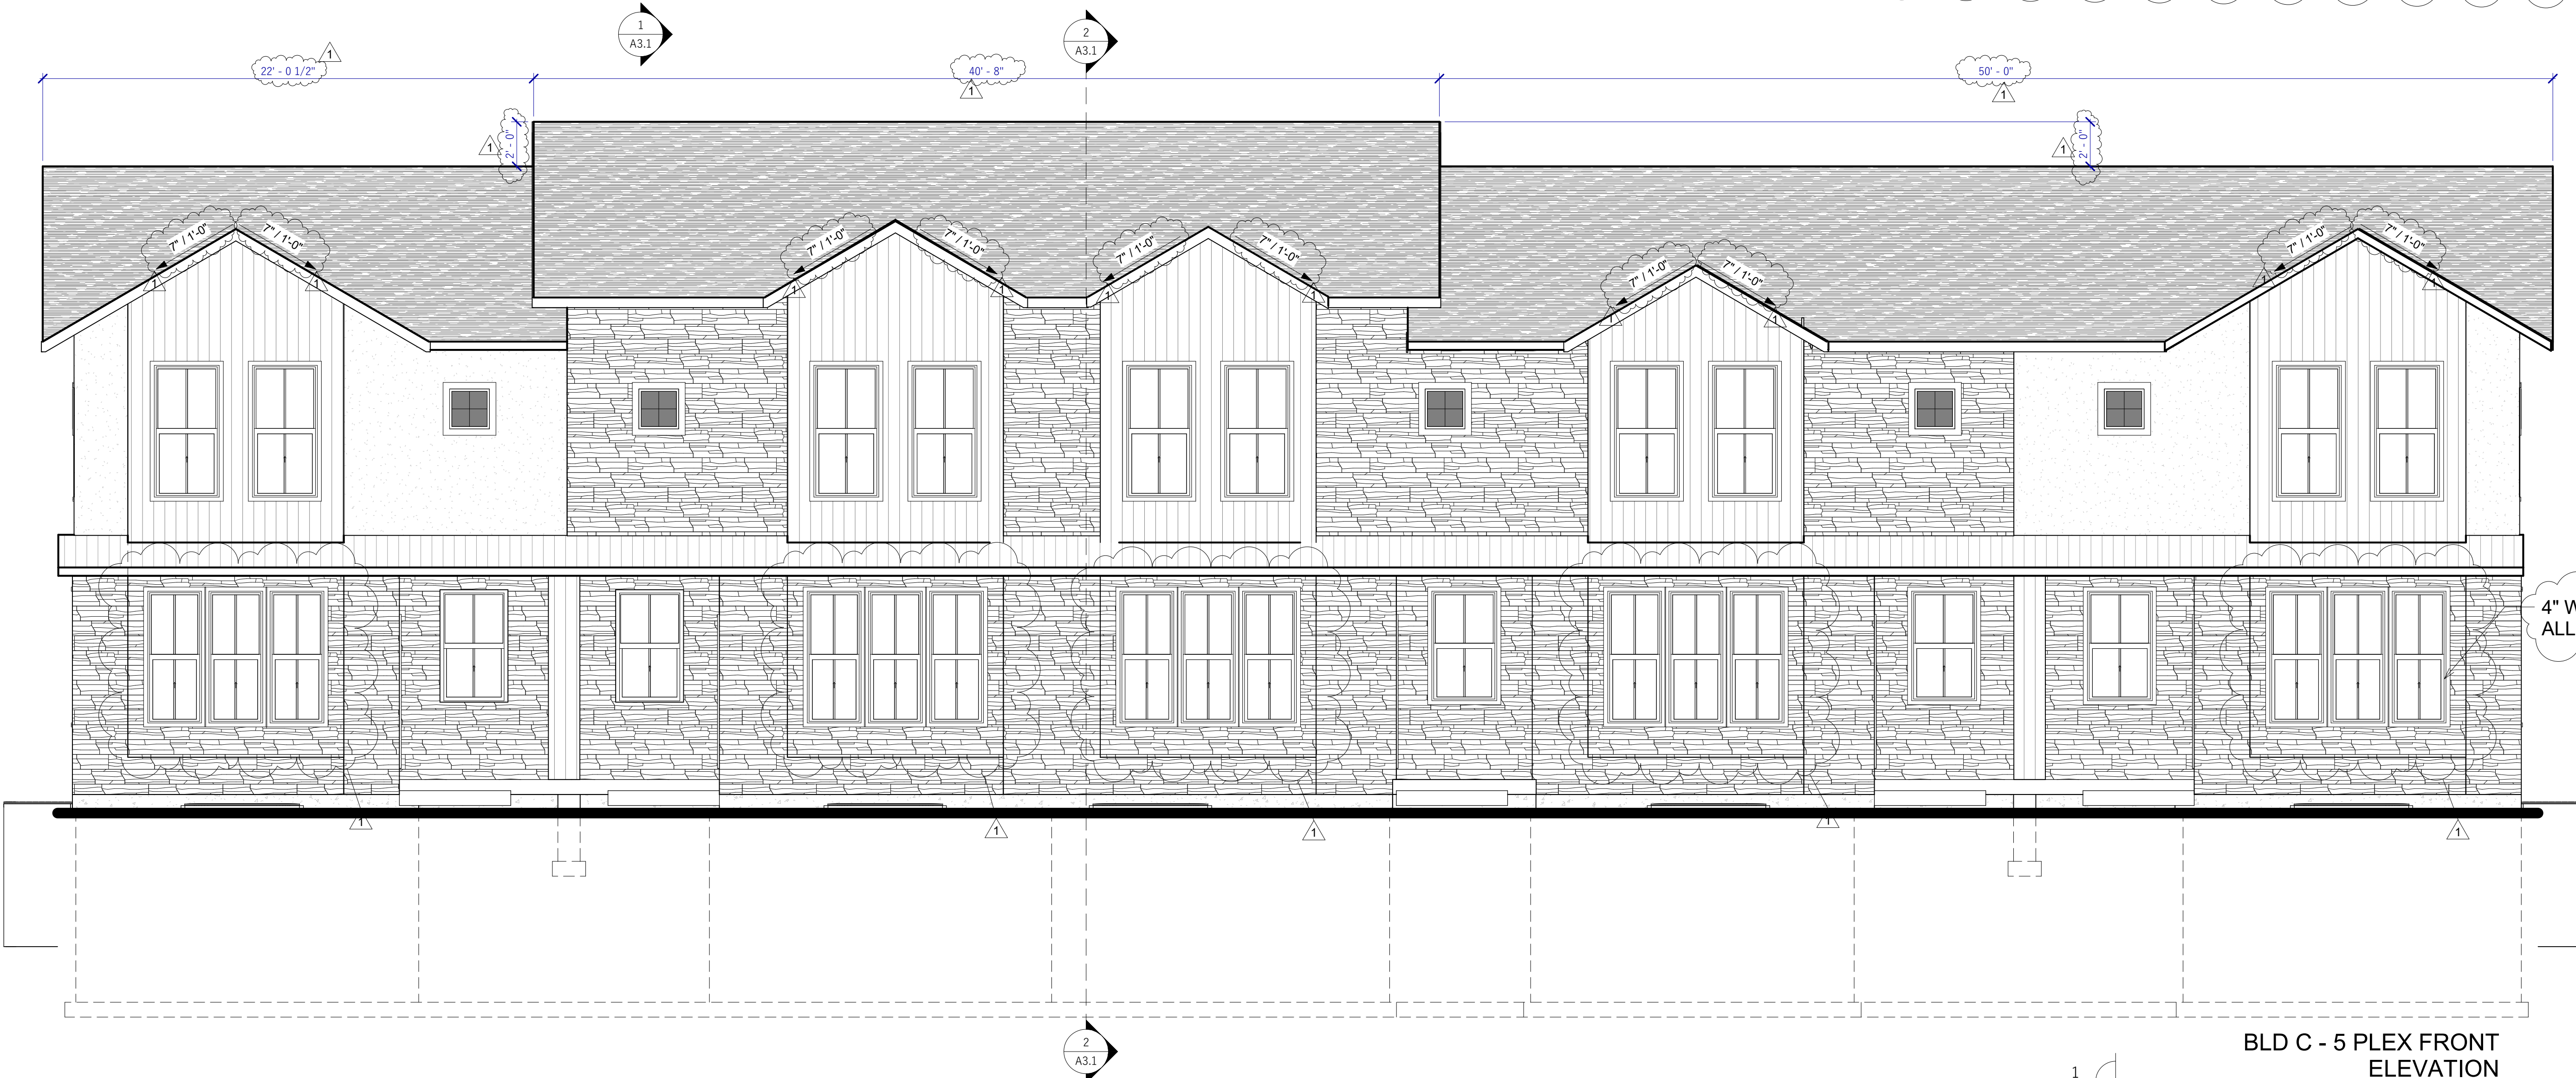 1
A3.1
2
A3.1
1
22' - 0 1/2"
40' - 8"
1
50' - 0"
1
1
2' - 0"
1
2' - 0"
7" / 1'-0"
7" / 1'-0"
7" / 1'-0"
7" / 1'-0"
7" / 1'-0"
7" / 1'-0"
7" / 1'-0"
7" / 1'-0"
7" / 1'-0"
7" / 1'-0"
1
1
1
1
1
1
1
1
1
1
4" W
ALL
1
1
1
1
1
2
A3.1
BLD C - 5 PLEX FRONT
ELEVATION
1